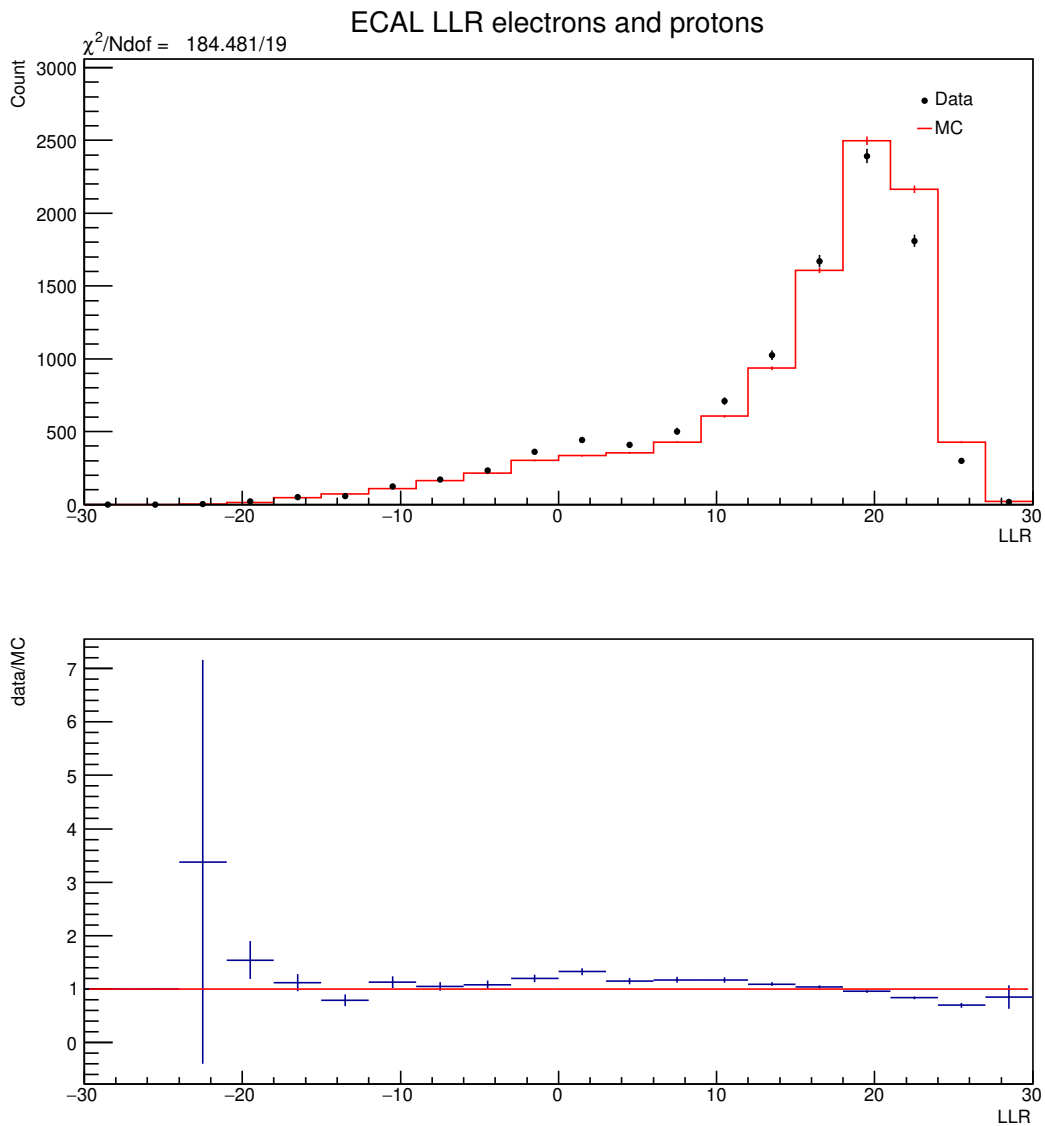 ECAL LLR electrons and protons
χ²/Ndof = 184.481/19
Count
3000
2500
2000
1500
1000
500
0
Data
MC
−30 −20 −10 0 10 20 30
LLR
data/MC
7
6
5
4
3
2
1
0
−30 −20 −10 0 10 20 30
LLR